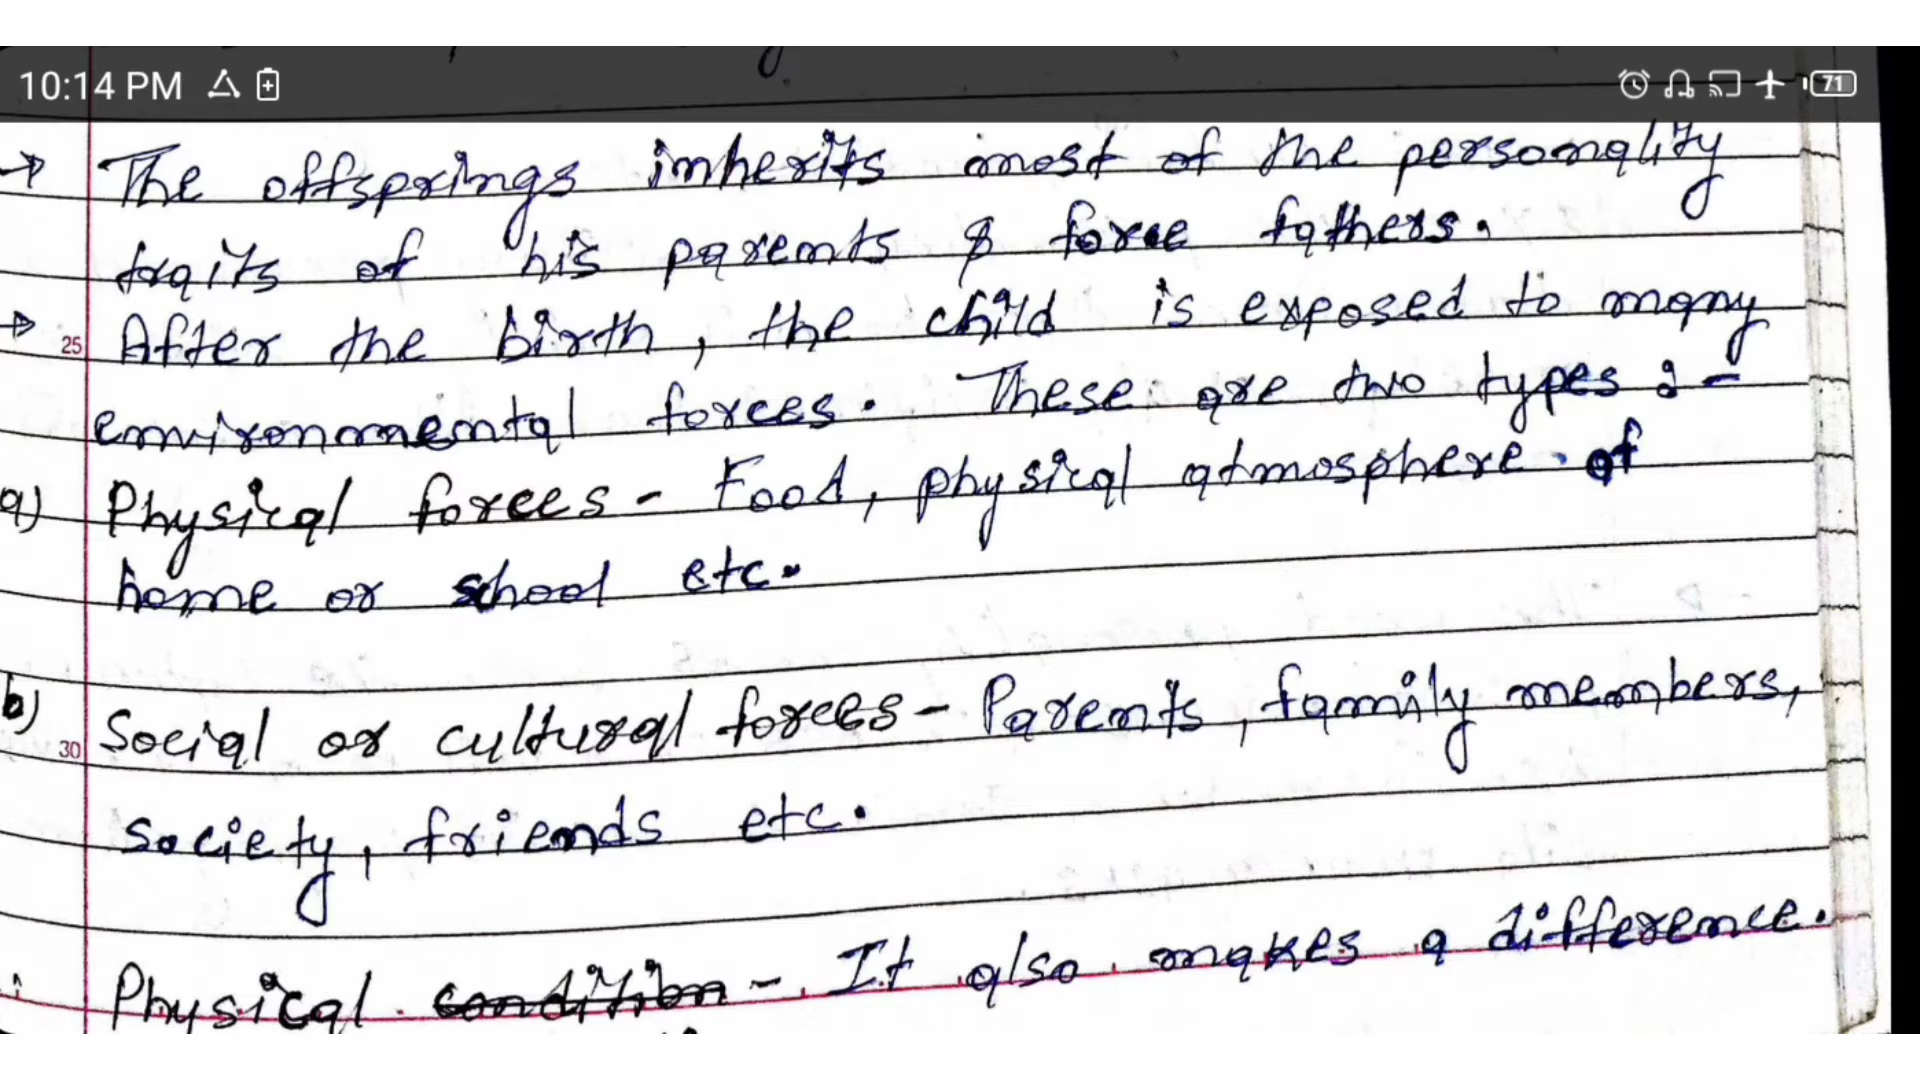 10:14 PM 71
→ The offsprings inherits most of the personality
traits of his parents & force fathers.
→ 25 After the birth, the child is exposed to many
environmental forces. These are two types :-
a) Physical forces - Food, physical atmosphere of
home or school etc.
b) 30 Social or cultural forces - Parents, family members,
society, friends etc.
Physical condition - It also makes a difference.